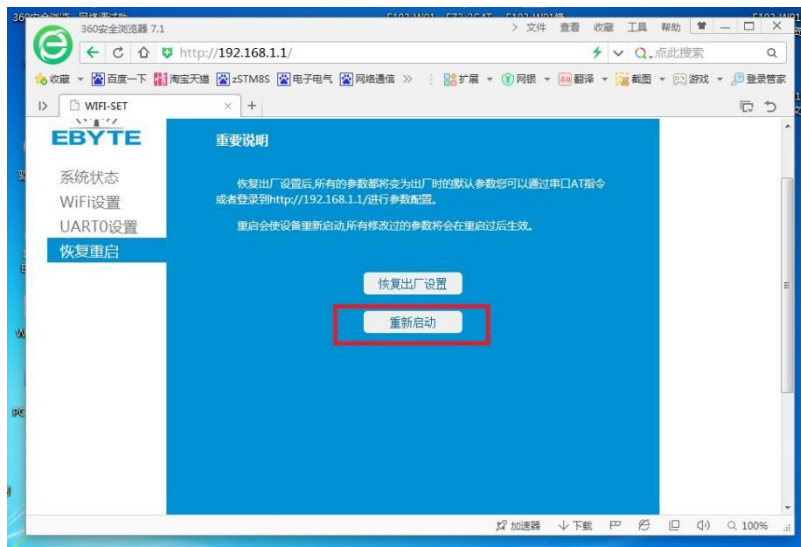 360安全浏览器 7.1
文件 查看 收藏 工具 帮助
http://192.168.1.1/
点此搜索
收藏 百度一下 淘宝天猫 zSTM8S 电子电气 网络通信 扩展 网银 翻译 截图 游戏 登录管家
WIFI-SET
EBYTE
系统状态
WiFi设置
UART0设置
恢复重启
重要说明
恢复出厂设置后,所有的参数都将变为出厂时的默认参数您可以通过串口AT指令
或者登录到http://192.168.1.1/进行参数配置。
重启会使设备重新启动,所有修改过的参数将会在重启过后生效。
恢复出厂设置
重新启动
加速器 下载 100%